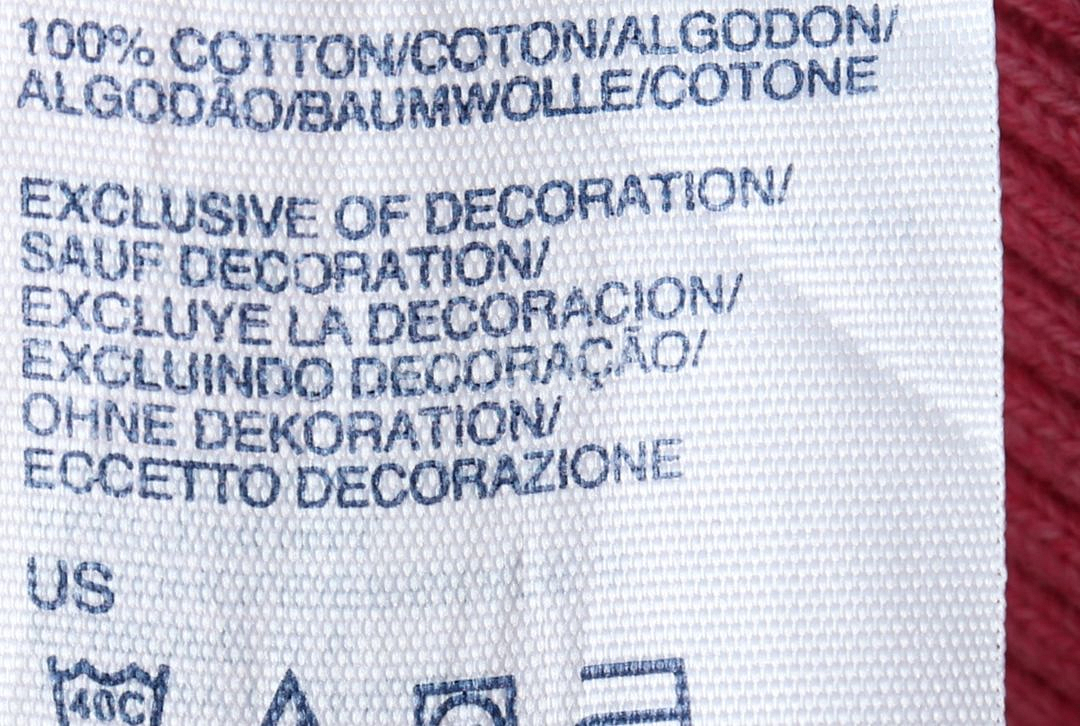 100% COTTON/COTON/ALGODON/
ALGODÃO/BAUMWOLLE/COTONE
EXCLUSIVE OF DECORATION/
SAUF DECORATION/
EXCLUYE LA DECORACION/
EXCLUINDO DECORAÇÃO/
OHNE DEKORATION/
ECCETTO DECORAZIONE
US
40C